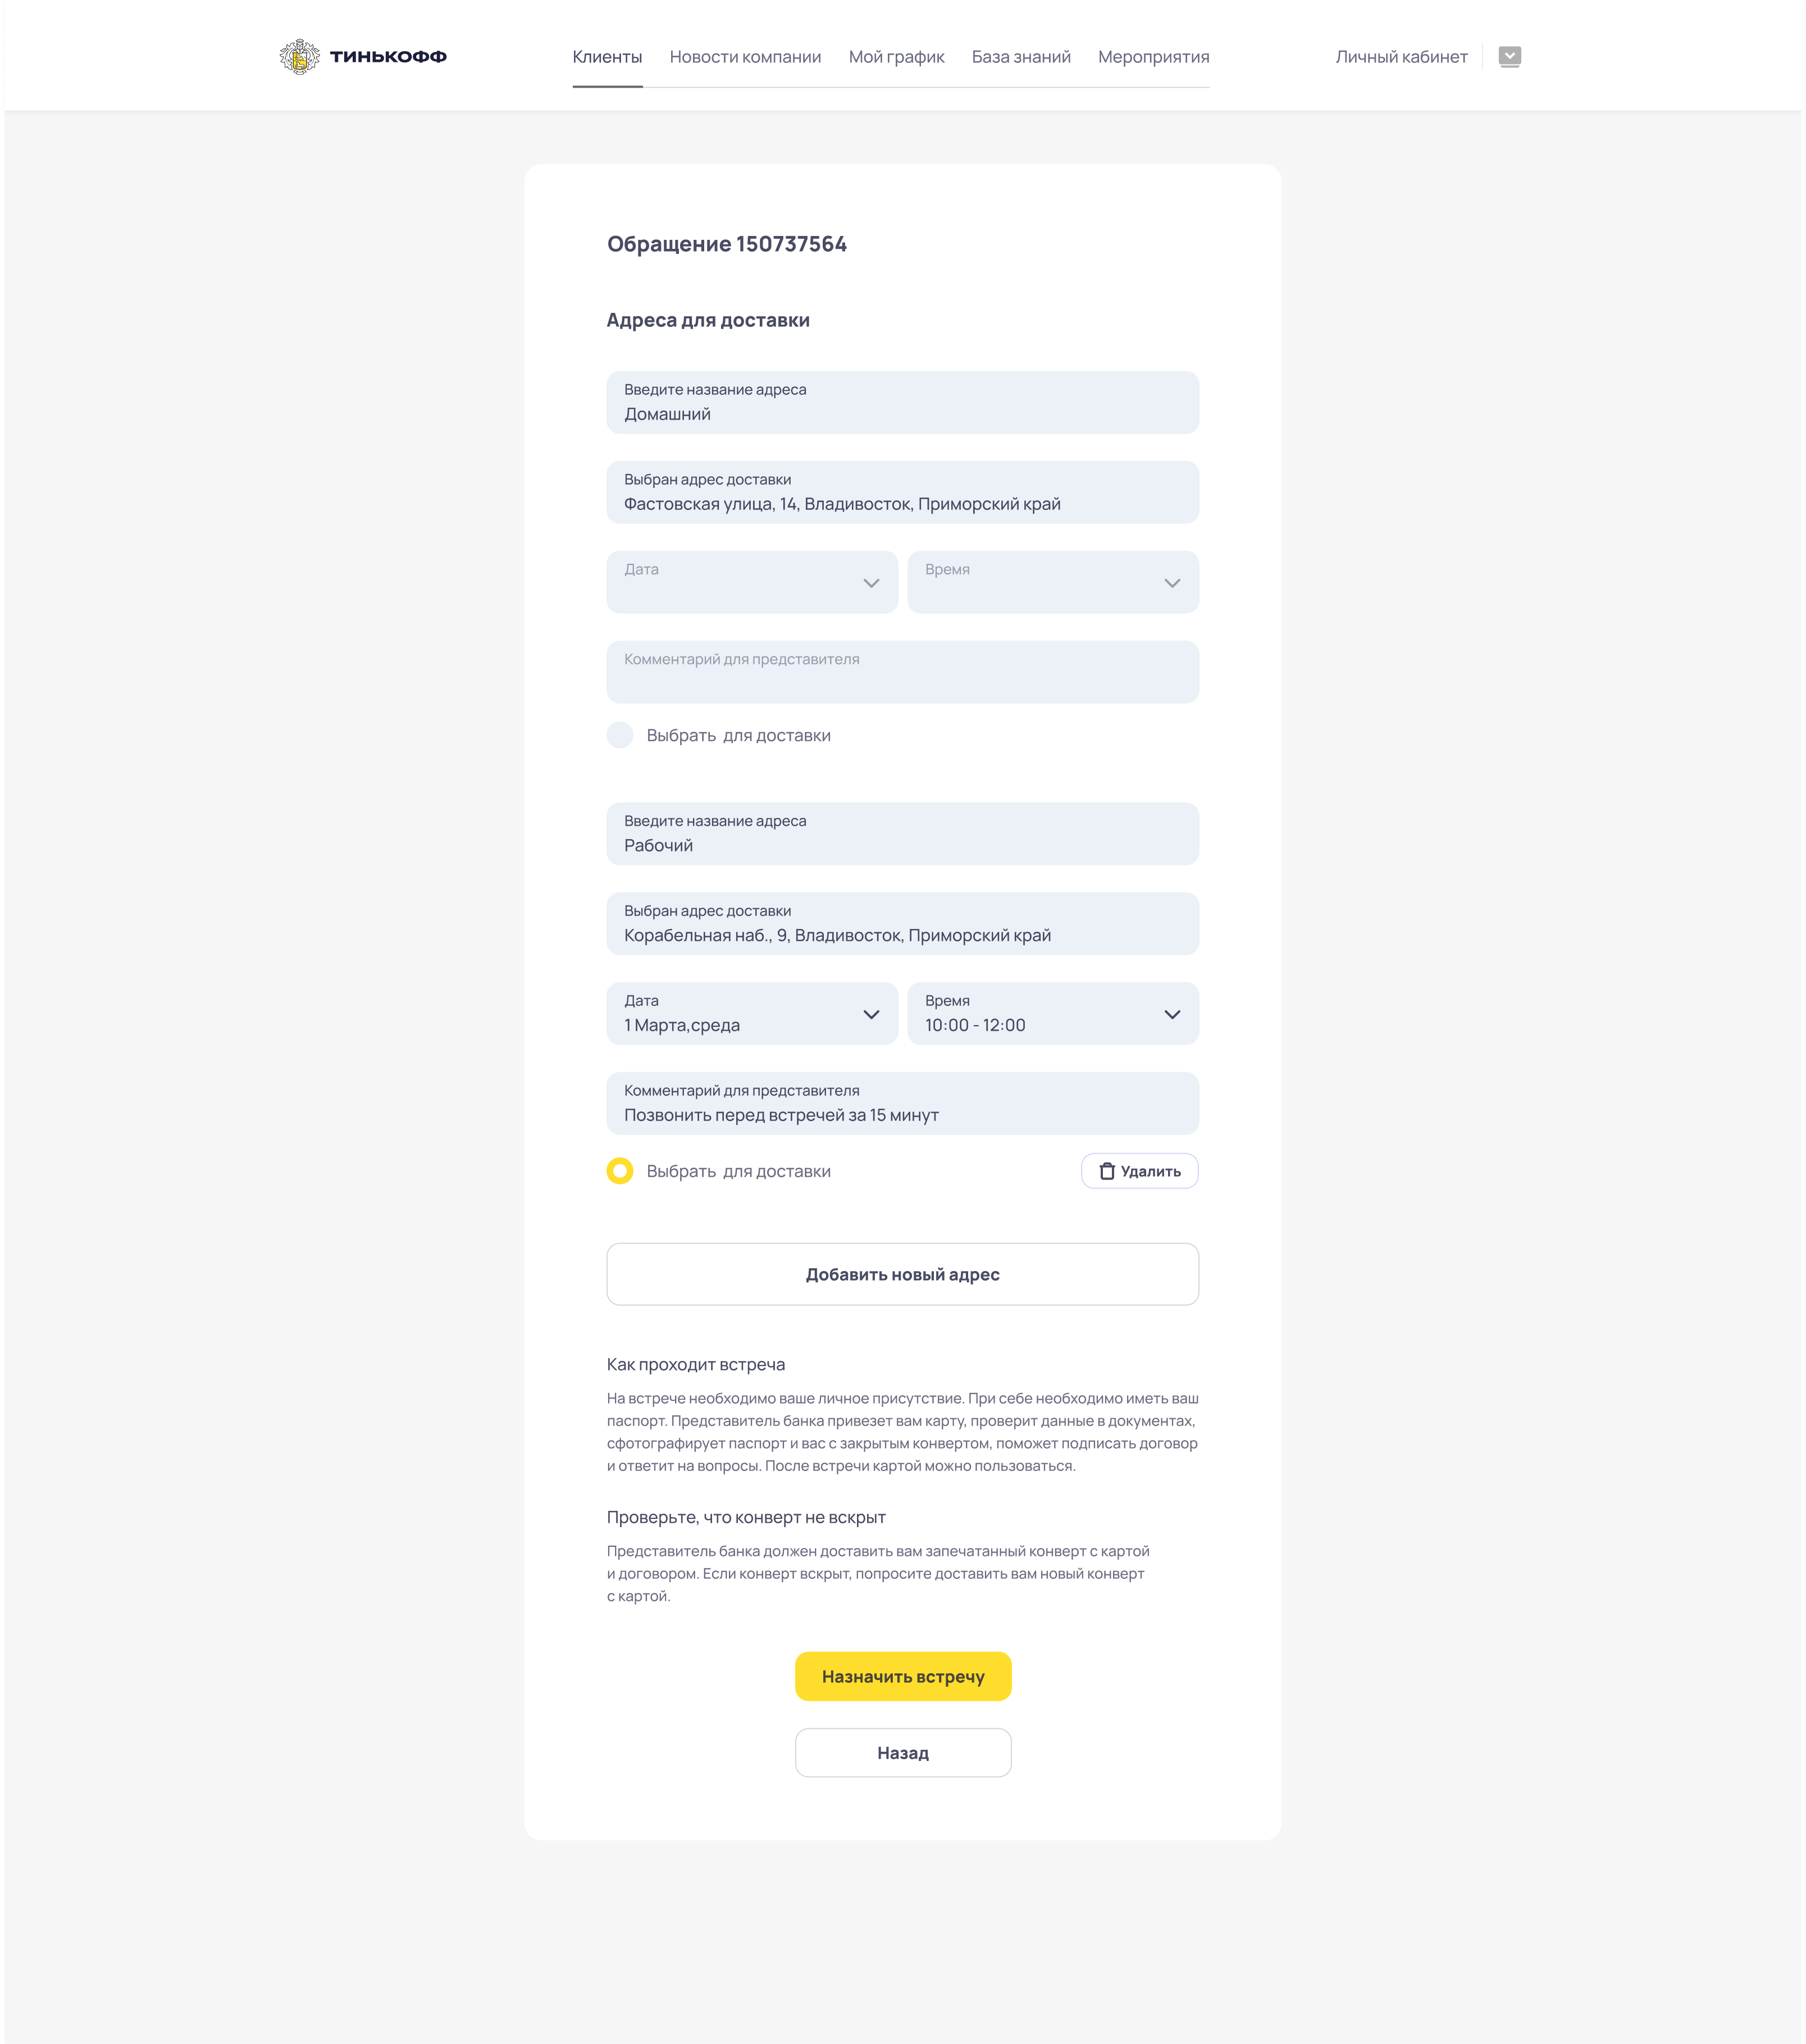 ТИНЬКОФФ
Клиенты Новости компании Мой график База знаний Мероприятия
Личный кабинет
Обращение 150737564
Адреса для доставки
Введите название адреса
Домашний
Выбран адрес доставки
Фастовская улица, 14, Владивосток, Приморский край
Дата Время
Комментарий для представителя
Выбрать для доставки
Введите название адреса
Рабочий
Выбран адрес доставки
Корабельная наб., 9, Владивосток, Приморский край
Дата Время
1 Марта,среда 10:00 - 12:00
Комментарий для представителя
Позвонить перед встречей за 15 минут
Выбрать для доставки Удалить
Добавить новый адрес
Как проходит встреча
На встрече необходимо ваше личное присутствие. При себе необходимо иметь ваш
паспорт. Представитель банка привезет вам карту, проверит данные в документах,
сфотографирует паспорт и вас с закрытым конвертом, поможет подписать договор
и ответит на вопросы. После встречи картой можно пользоваться.
Проверьте, что конверт не вскрыт
Представитель банка должен доставить вам запечатанный конверт с картой
и договором. Если конверт вскрыт, попросите доставить вам новый конверт
с картой.
Назначить встречу
Назад